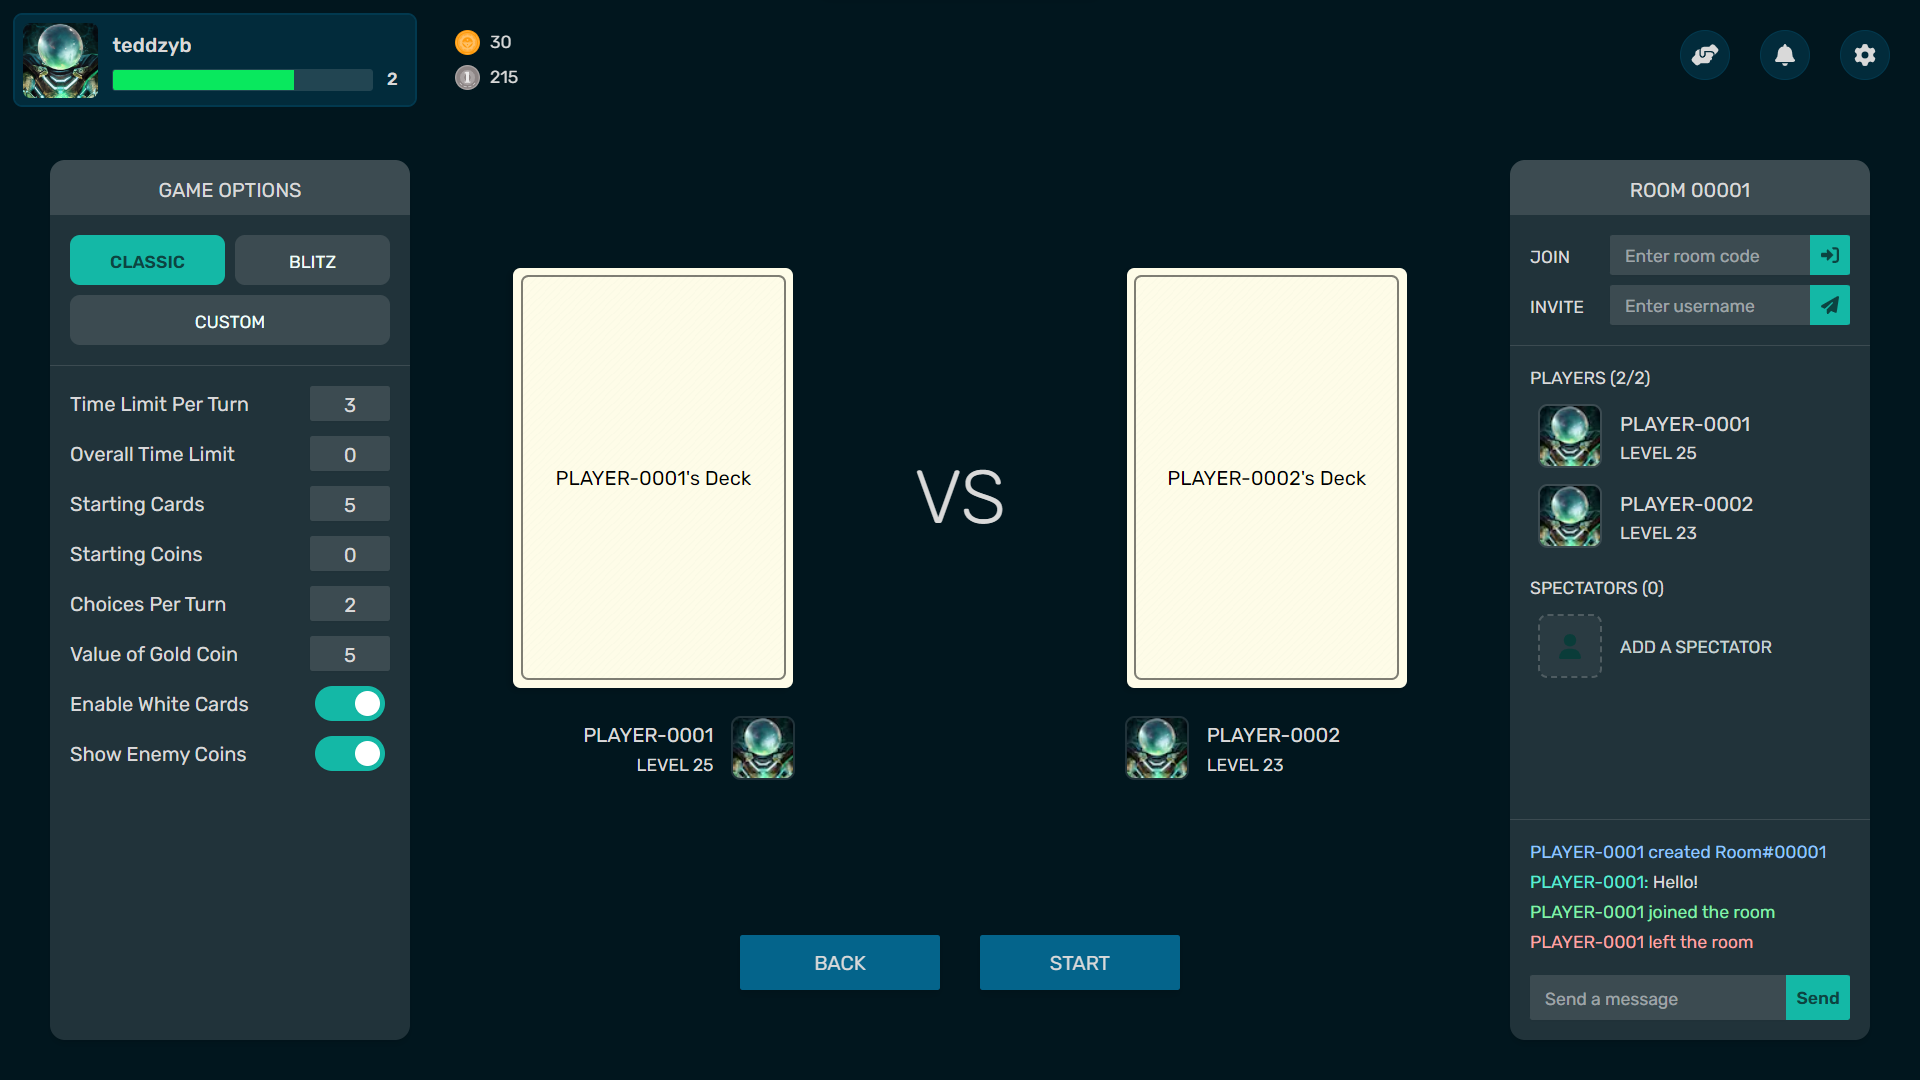 teddzyb
2
30
215
GAME OPTIONS
CLASSIC
BLITZ
CUSTOM
Time Limit Per Turn
3
Overall Time Limit
0
Starting Cards
5
Starting Coins
0
Choices Per Turn
2
Value of Gold Coin
5
Enable White Cards
Show Enemy Coins
PLAYER-0001's Deck
VS
PLAYER-0002's Deck
PLAYER-0001
LEVEL 25
PLAYER-0002
LEVEL 23
BACK
START
ROOM 00001
JOIN
Enter room code
INVITE
Enter username
PLAYERS (2/2)
PLAYER-0001
LEVEL 25
PLAYER-0002
LEVEL 23
SPECTATORS (0)
ADD A SPECTATOR
PLAYER-0001 created Room#00001
PLAYER-0001: Hello!
PLAYER-0001 joined the room
PLAYER-0001 left the room
Send a message
Send